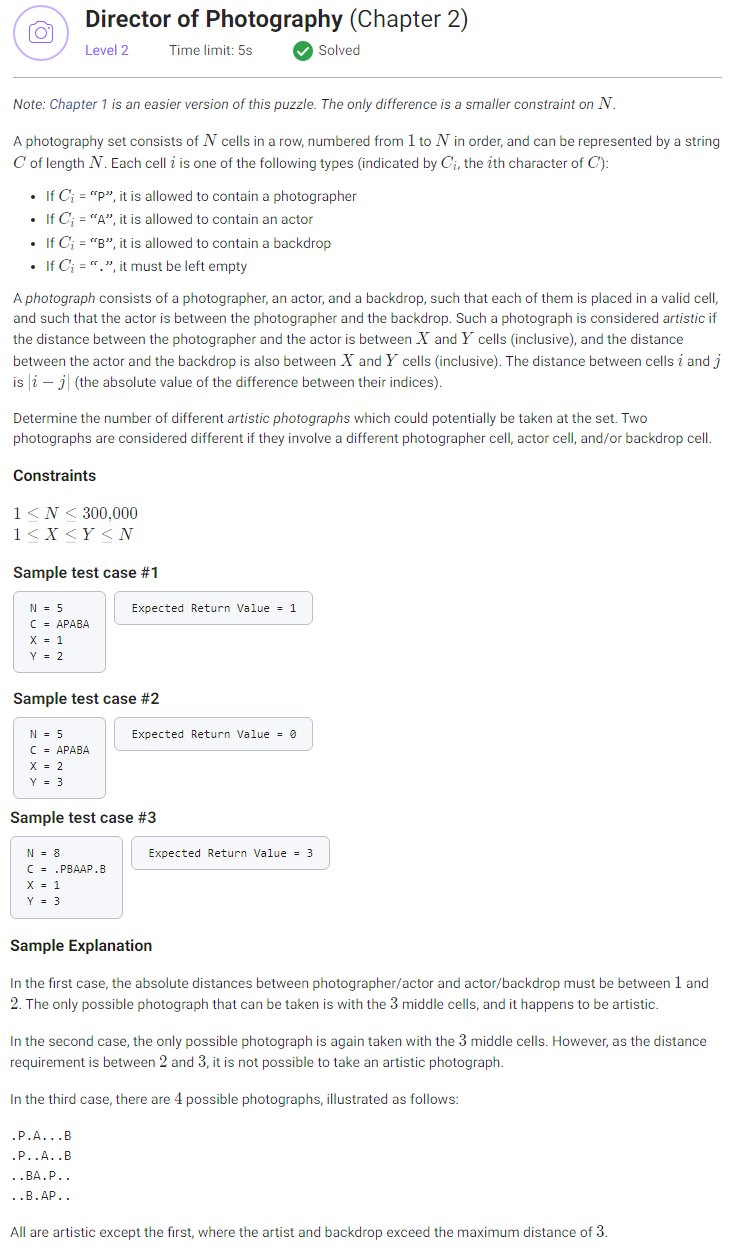 Director of Photography (Chapter 2)
Level 2 Time limit: 5s Solved
Note: Chapter 1 is an easier version of this puzzle. The only difference is a smaller constraint on N.
A photography set consists of N cells in a row, numbered from 1 to N in order, and can be represented by a string
C of length N. Each cell i is one of the following types (indicated by Cᵢ, the ith character of C):
• If Cᵢ = “P”, it is allowed to contain a photographer
• If Cᵢ = “A”, it is allowed to contain an actor
• If Cᵢ = “B”, it is allowed to contain a backdrop
• If Cᵢ = “.”, it must be left empty
A photograph consists of a photographer, an actor, and a backdrop, such that each of them is placed in a valid cell,
and such that the actor is between the photographer and the backdrop. Such a photograph is considered artistic if
the distance between the photographer and the actor is between X and Y cells (inclusive), and the distance
between the actor and the backdrop is also between X and Y cells (inclusive). The distance between cells i and j
is |i − j| (the absolute value of the difference between their indices).
Determine the number of different artistic photographs which could potentially be taken at the set. Two
photographs are considered different if they involve a different photographer cell, actor cell, and/or backdrop cell.
Constraints
1 ≤ N ≤ 300,000
1 ≤ X ≤ Y ≤ N
Sample test case #1
N = 5 Expected Return Value = 1
C = APABA
X = 1
Y = 2
Sample test case #2
N = 5 Expected Return Value = 0
C = APABA
X = 2
Y = 3
Sample test case #3
N = 8 Expected Return Value = 3
C = .PBAAP.B
X = 1
Y = 3
Sample Explanation
In the first case, the absolute distances between photographer/actor and actor/backdrop must be between 1 and
2. The only possible photograph that can be taken is with the 3 middle cells, and it happens to be artistic.
In the second case, the only possible photograph is again taken with the 3 middle cells. However, as the distance
requirement is between 2 and 3, it is not possible to take an artistic photograph.
In the third case, there are 4 possible photographs, illustrated as follows:
.P.A...B
.P..A..B
..BA.P..
..B.AP..
All are artistic except the first, where the artist and backdrop exceed the maximum distance of 3.